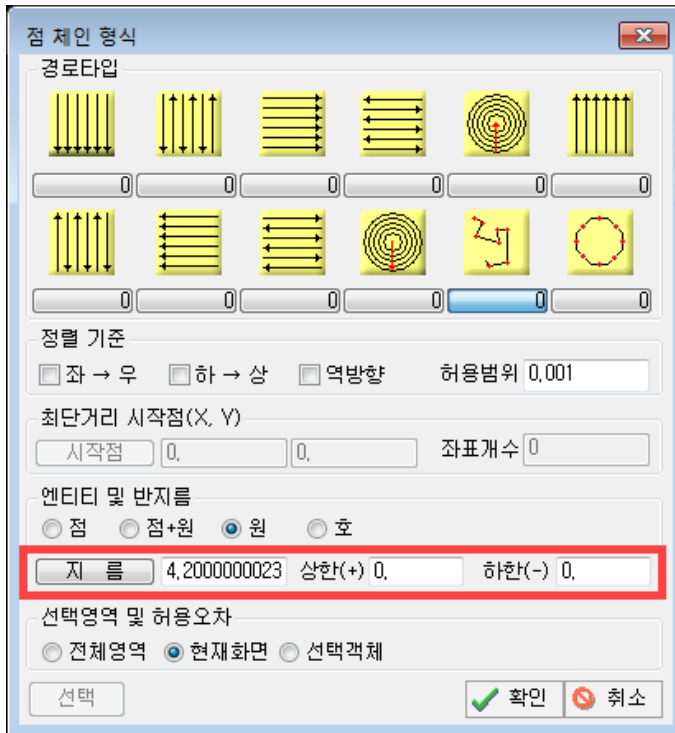 점 체인 형식
경로타입
0 0 0 0 0 0
0 0 0 0 0 0
정렬 기준
좌 → 우 하 → 상 역방향 허용범위 0,001
최단거리 시작점(X, Y)
시작점 0, 0, 좌표개수 0
엔티티 및 반지름
점 점+원 원 호
지 름 4,2000000023 상한(+) 0, 하한(-) 0,
선택영역 및 허용오차
전체영역 현재화면 선택객체
선택 확인 취소